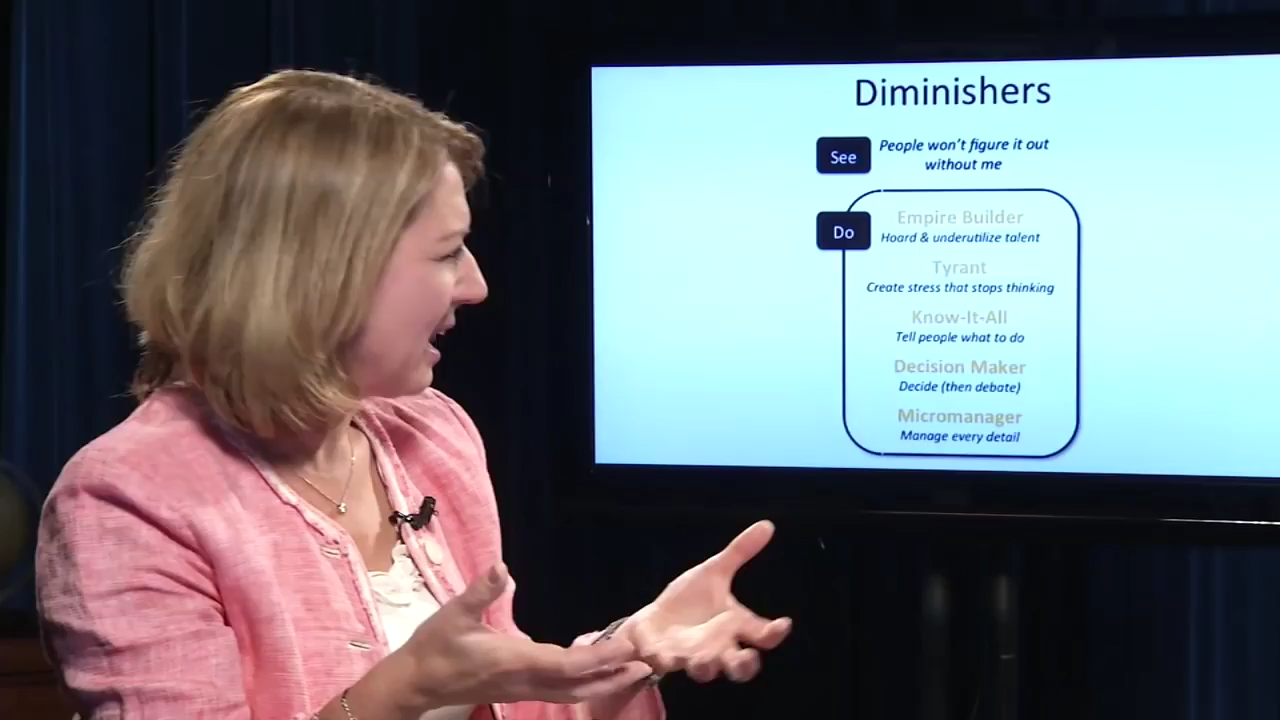 Diminishers
See
People won't figure it out
without me
Do
Empire Builder
Hoard & underutilize talent
Tyrant
Create stress that stops thinking
Know-It-All
Tell people what to do
Decision Maker
Decide (then debate)
Micromanager
Manage every detail